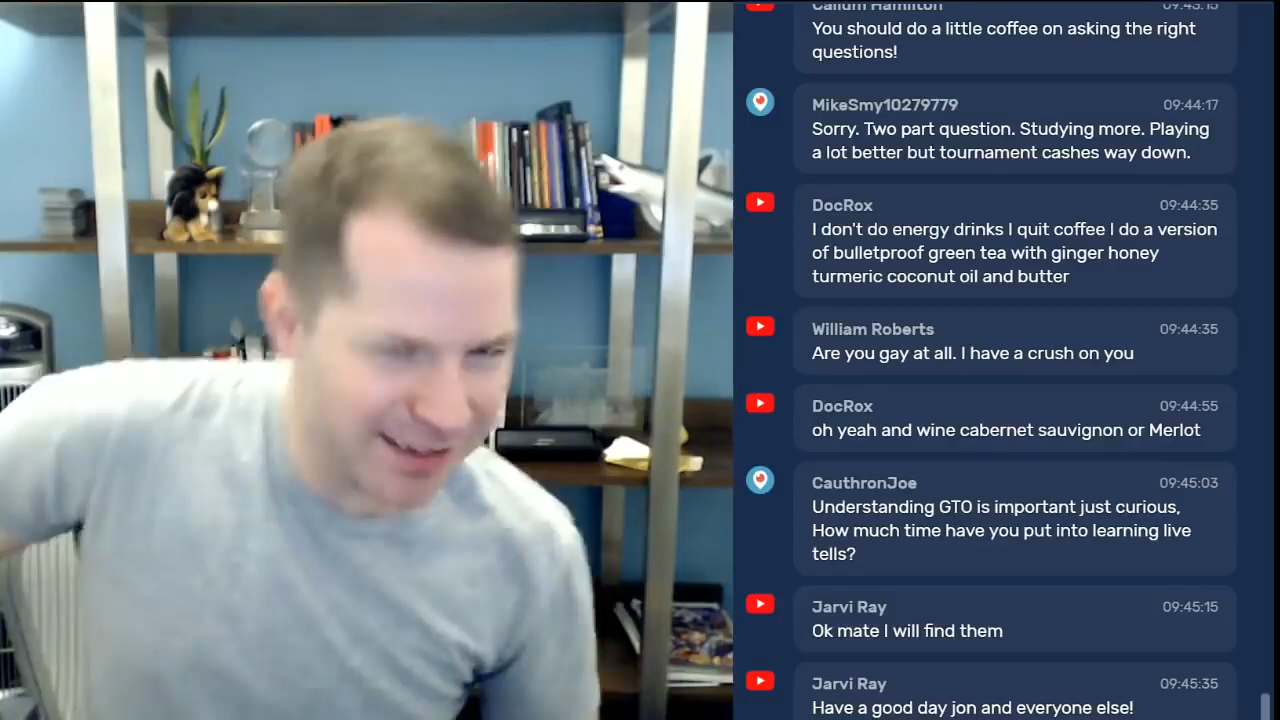 Callum Hamilton 09:43:15
You should do a little coffee on asking the right
questions!
MikeSmy10279779 09:44:17
Sorry. Two part question. Studying more. Playing
a lot better but tournament cashes way down.
DocRox 09:44:35
I don't do energy drinks I quit coffee I do a version
of bulletproof green tea with ginger honey
turmeric coconut oil and butter
William Roberts 09:44:35
Are you gay at all. I have a crush on you
DocRox 09:44:55
oh yeah and wine cabernet sauvignon or Merlot
CauthronJoe 09:45:03
Understanding GTO is important just curious,
How much time have you put into learning live
tells?
Jarvi Ray 09:45:15
Ok mate I will find them
Jarvi Ray 09:45:35
Have a good day jon and everyone else!